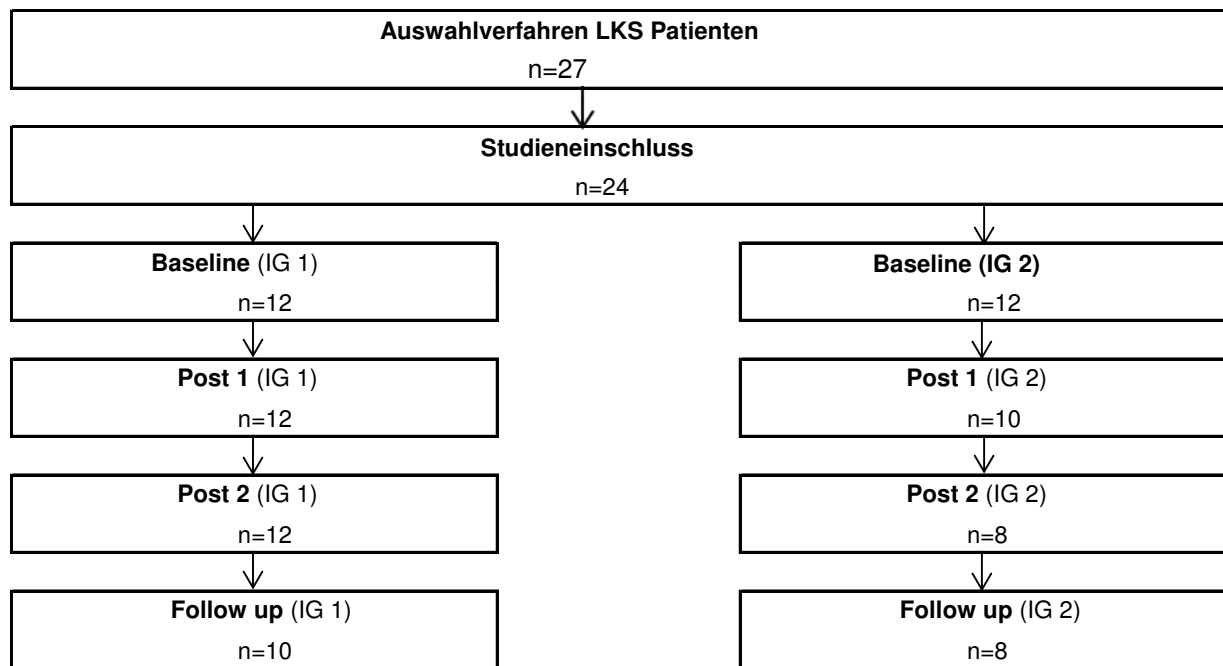 Auswahlverfahren LKS Patienten
n=27
Studieneinschluss
n=24
Baseline (IG 1)
n=12
Baseline (IG 2)
n=12
Post 1 (IG 1)
n=12
Post 1 (IG 2)
n=10
Post 2 (IG 1)
n=12
Post 2 (IG 2)
n=8
Follow up (IG 1)
n=10
Follow up (IG 2)
n=8